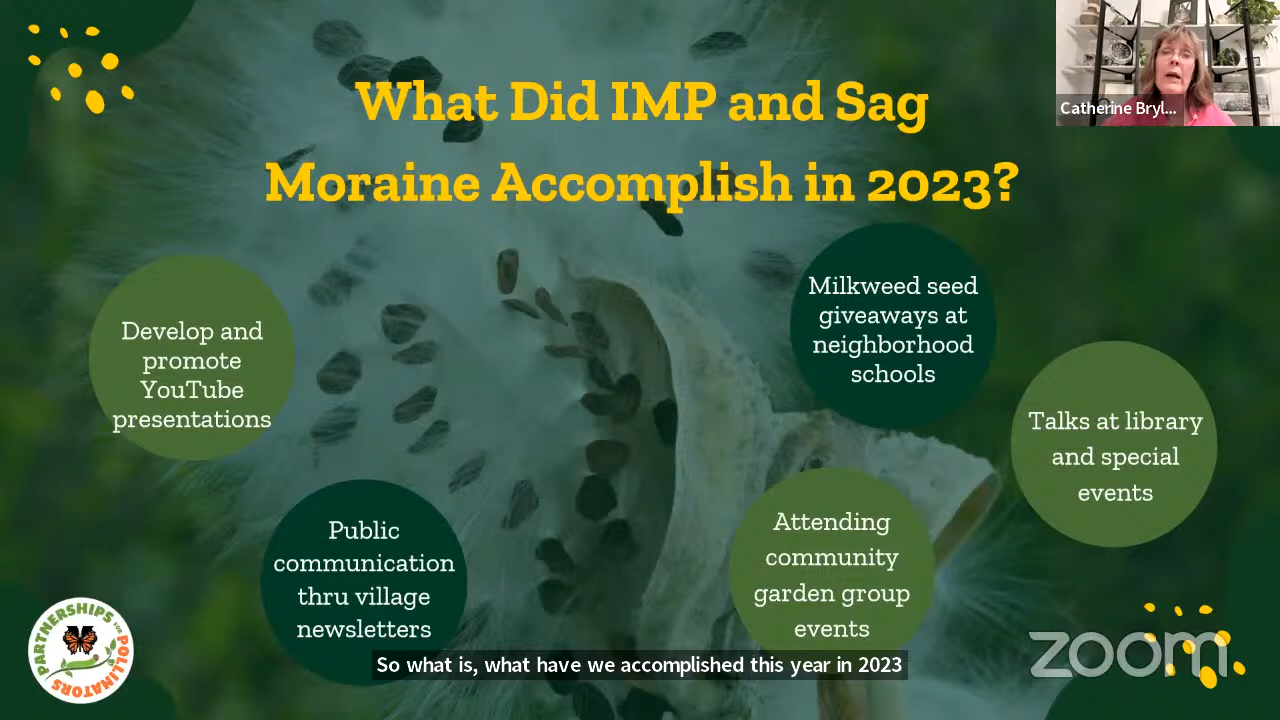 What Did IMP and Sag
Moraine Accomplish in 2023?
Catherine Bryl...
Develop and
promote
YouTube
presentations
Public
communication
thru village
newsletters
Milkweed seed
giveaways at
neighborhood
schools
Attending
community
garden group
events
Talks at library
and special
events
PARTNERSHIPS FOR POLLINATORS
So what is, what have we accomplished this year in 2023
zoom